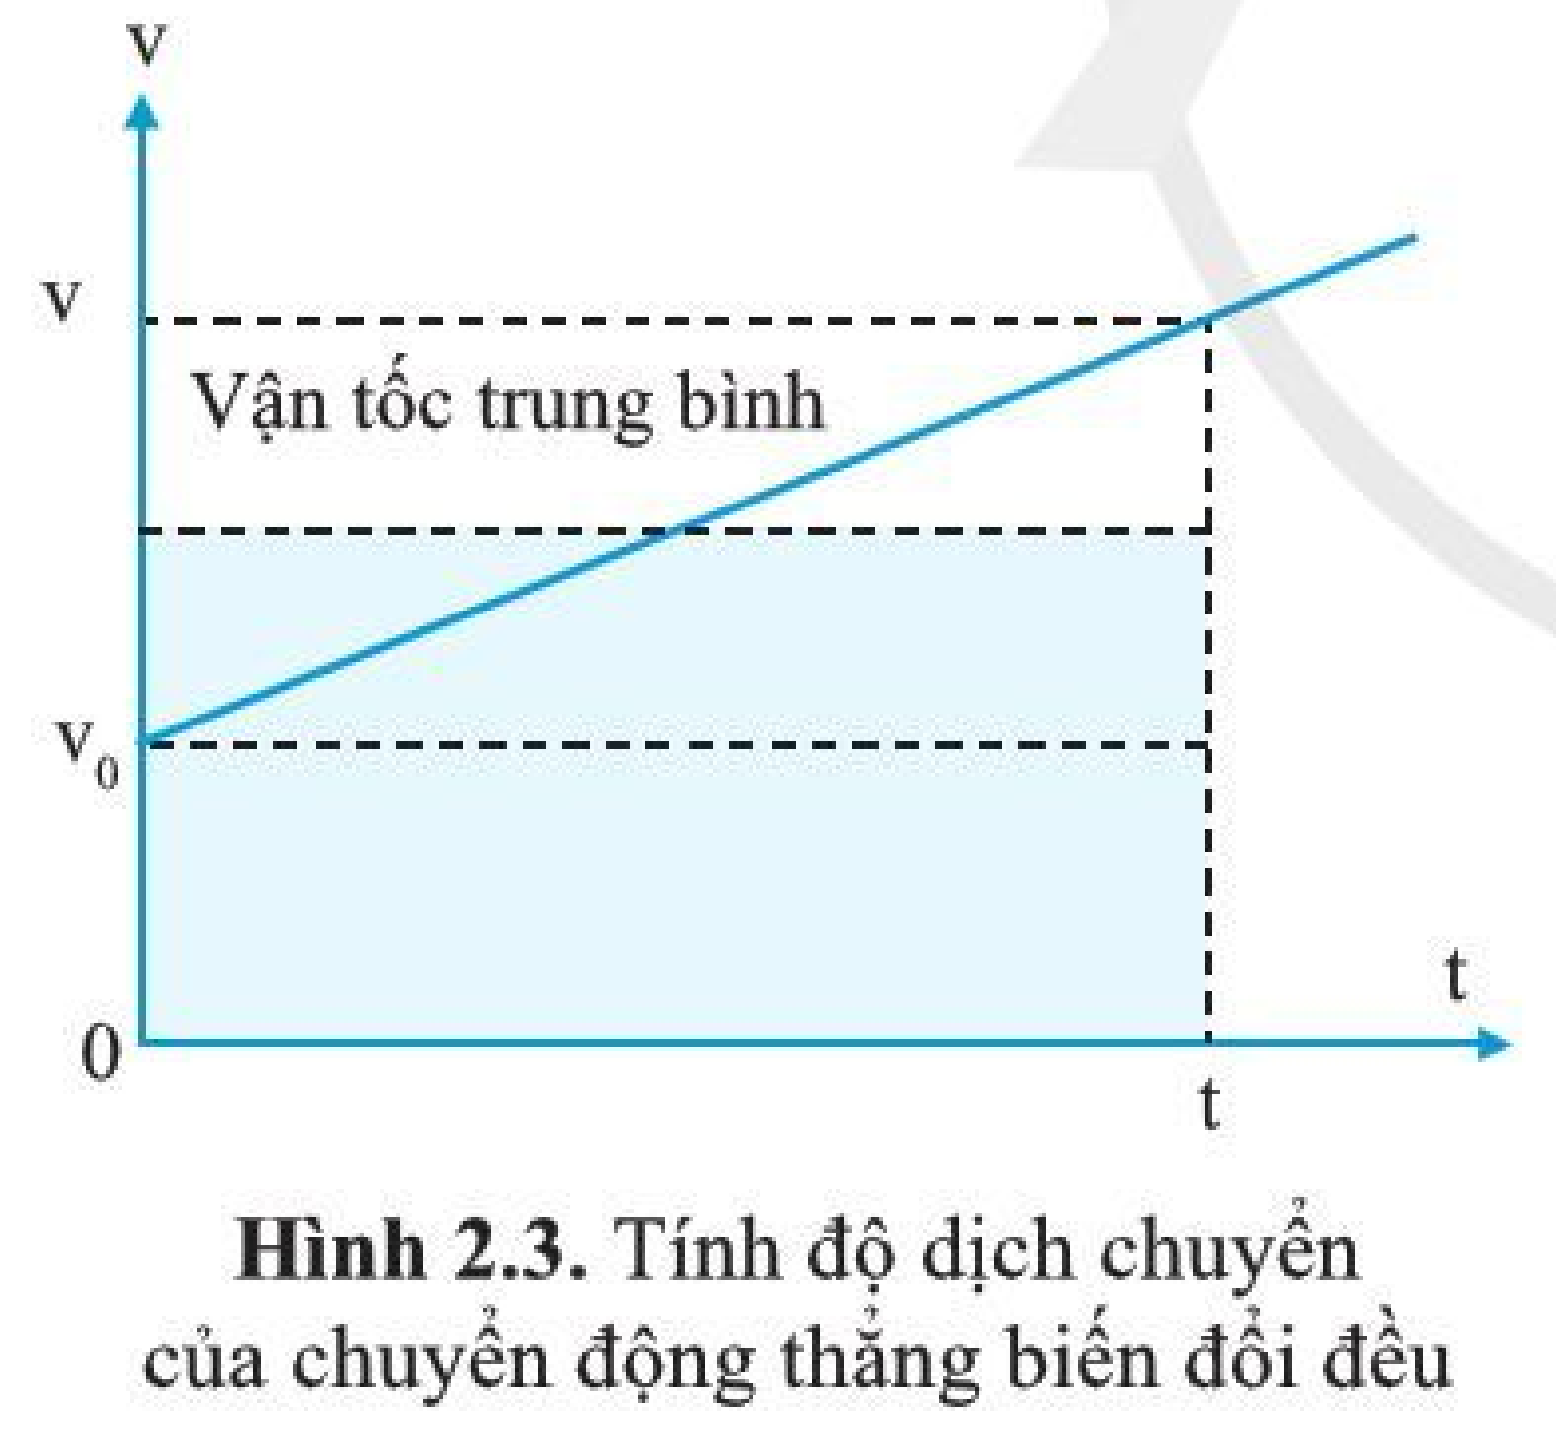 v
v
Vận tốc trung bình
v₀
t
0
t
Hình 2.3. Tính độ dịch chuyển
của chuyển động thẳng biến đổi đều